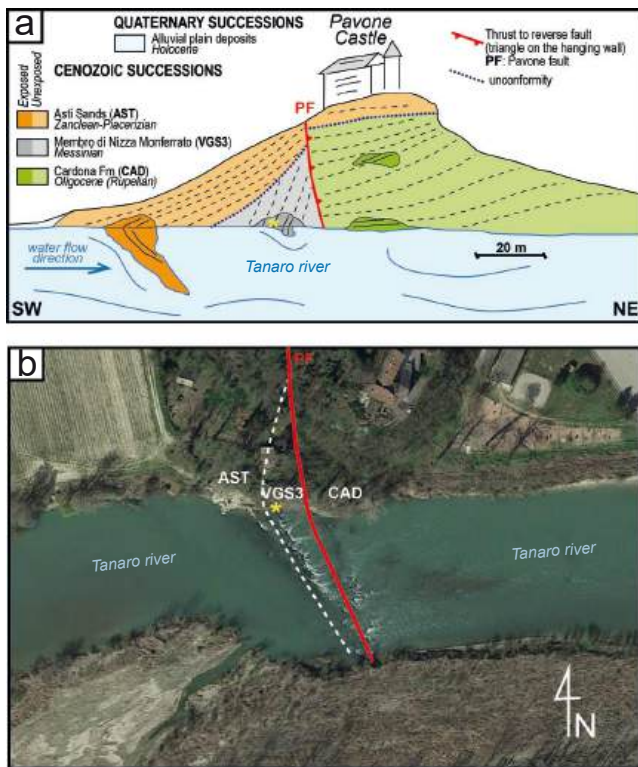 a
QUATERNARY SUCCESSIONS
Alluvial plain deposits
Holocene
CENOZOIC SUCCESSIONS
Exposed
Unexposed
Asti Sands (AST)
Zanclean-Piacenzian
Membro di Nizza Monferrato (VGS3)
Messinian
Cardona Fm (CAD)
Oligocene (Rupelian)
Pavone
Castle
Thrust to reverse fault
(triangle on the hanging wall)
PF: Pavone fault
unconformity
PF
water flow
direction
Tanaro river
20 m
SW
NE
b
PF
AST
VGS3
CAD
Tanaro river
Tanaro river
N